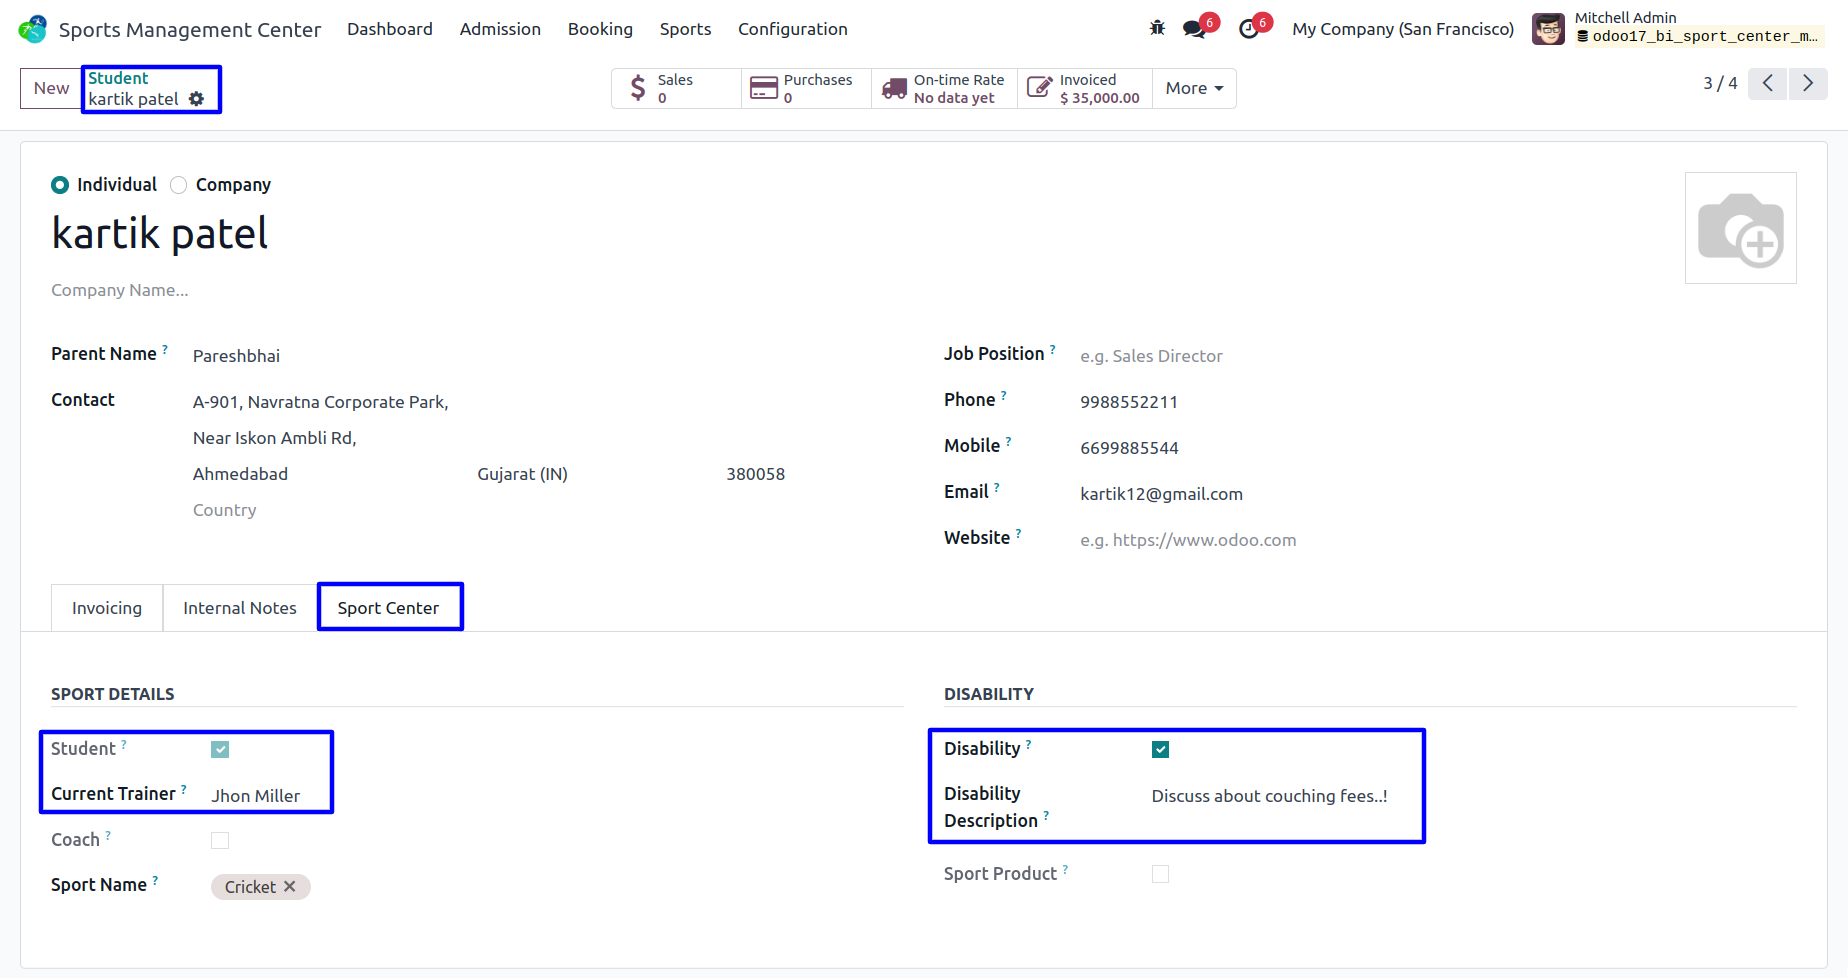 Sports Management Center Dashboard Admission Booking Sports Configuration 6 6 My Company (San Francisco) Mitchell Admin
odoo17_bi_sport_center_m...
New Student
kartik patel
Sales
0
Purchases
0
On-time Rate
No data yet
Invoiced
$ 35,000.00
More
3 / 4
Individual Company
kartik patel
Company Name...
Parent Name ? Pareshbhai
Contact A-901, Navratna Corporate Park,
Near Iskon Ambli Rd,
Ahmedabad Gujarat (IN) 380058
Country
Job Position ? e.g. Sales Director
Phone ? 9988552211
Mobile ? 6699885544
Email ? kartik12@gmail.com
Website ? e.g. https://www.odoo.com
Invoicing Internal Notes Sport Center
SPORT DETAILS
Student ?
Current Trainer ? Jhon Miller
Coach ?
Sport Name ? Cricket
DISABILITY
Disability ?
Disability
Description ? Discuss about couching fees..!
Sport Product ?